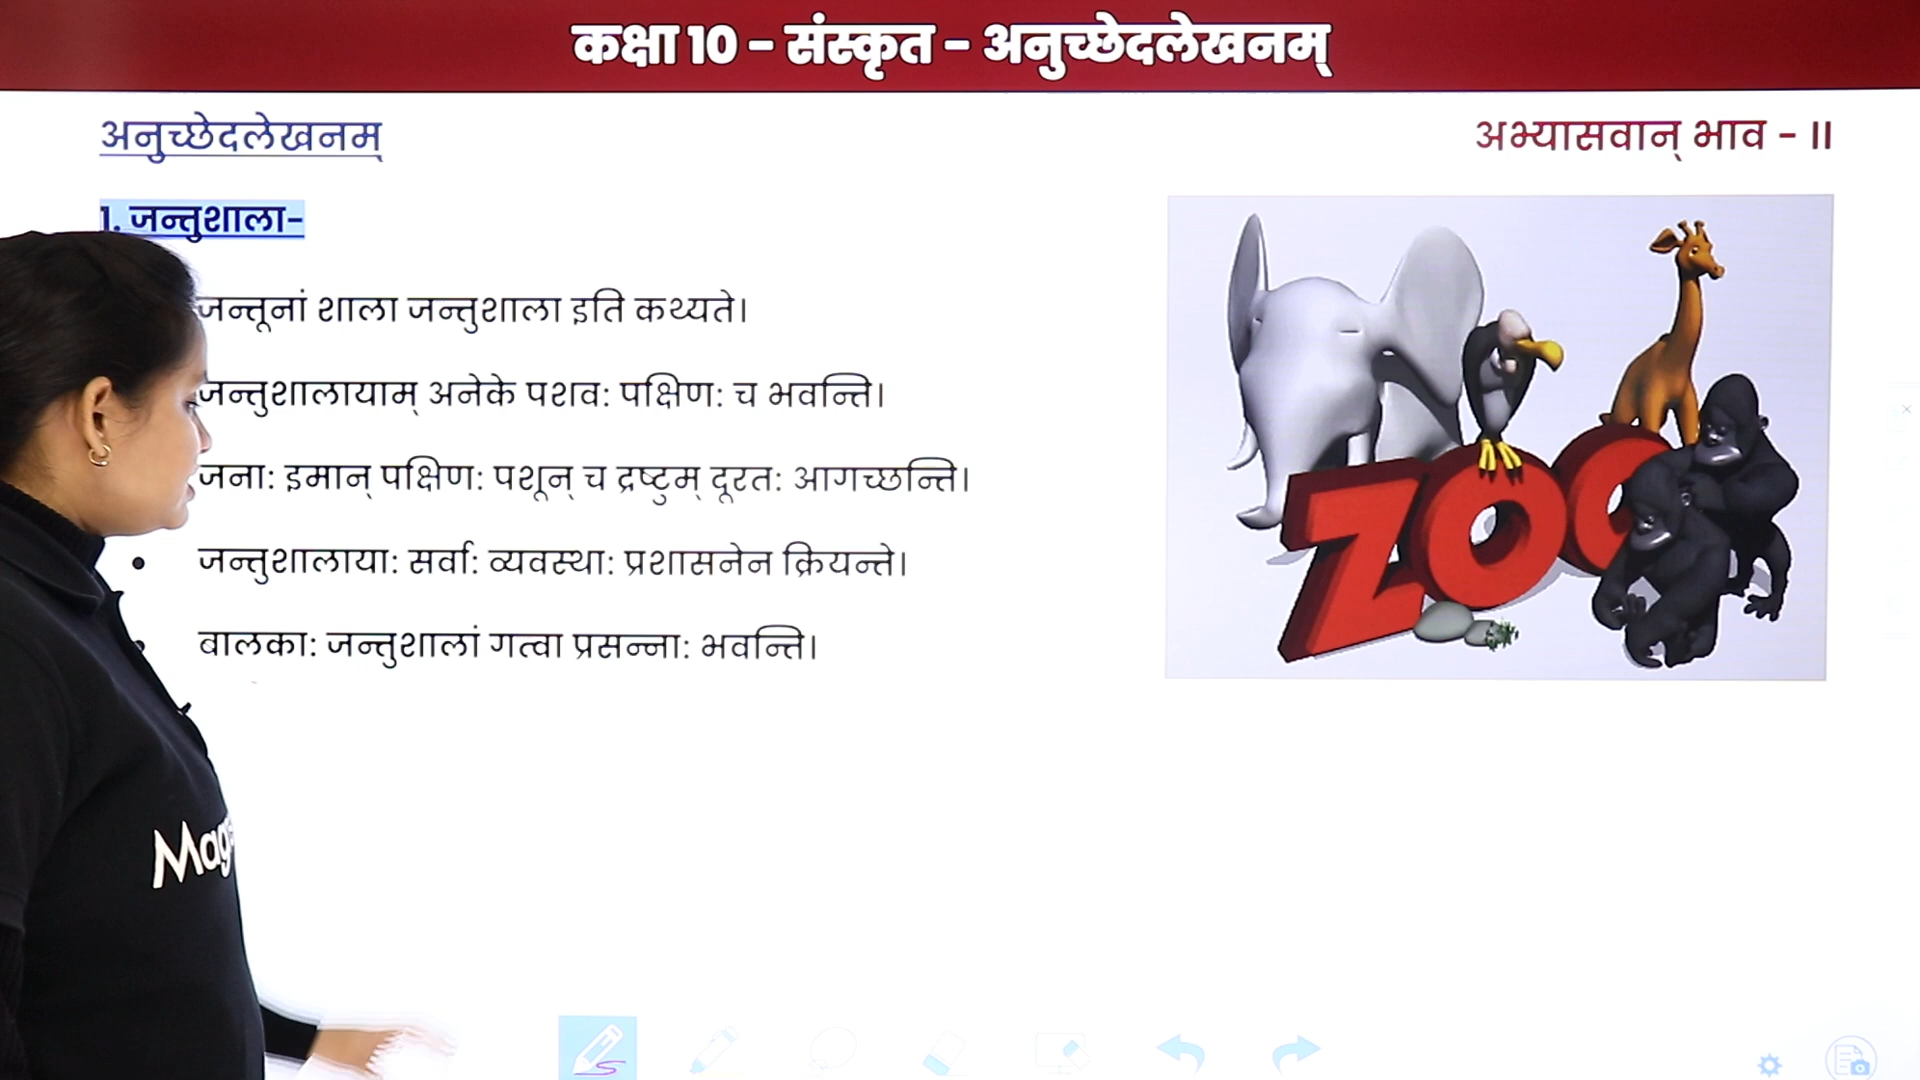 कक्षा 10 - संस्कृत - अनुच्छेदलेखनम्
अनुच्छेदलेखनम्
अभ्यासवान् भाव - II
1. जन्तुशाला-
जन्तूनां शाला जन्तुशाला इति कथ्यते।
जन्तुशालायाम् अनेके पशवः पक्षिणः च भवन्ति।
जनाः इमान् पक्षिणः पशून् च द्रष्टुम् दूरतः आगच्छन्ति।
• जन्तुशालायाः सर्वाः व्यवस्थाः प्रशासनेन क्रियन्ते।
• बालकाः जन्तुशालां गत्वा प्रसन्नाः भवन्ति।
ZOO